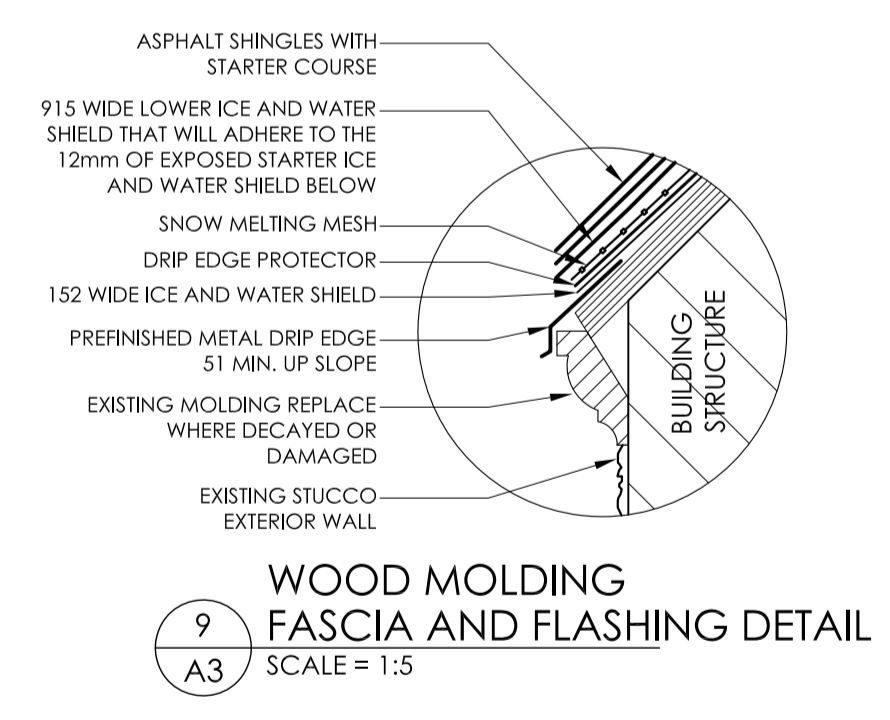 ASPHALT SHINGLES WITH
STARTER COURSE
915 WIDE LOWER ICE AND WATER
SHIELD THAT WILL ADHERE TO THE
12mm OF EXPOSED STARTER ICE
AND WATER SHIELD BELOW
SNOW MELTING MESH
DRIP EDGE PROTECTOR
152 WIDE ICE AND WATER SHIELD
PREFINISHED METAL DRIP EDGE
51 MIN. UP SLOPE
EXISTING MOLDING REPLACE
WHERE DECAYED OR
DAMAGED
EXISTING STUCCO
EXTERIOR WALL
BUILDING
STRUCTURE
WOOD MOLDING
9
FASCIA AND FLASHING DETAIL
A3
SCALE = 1:5